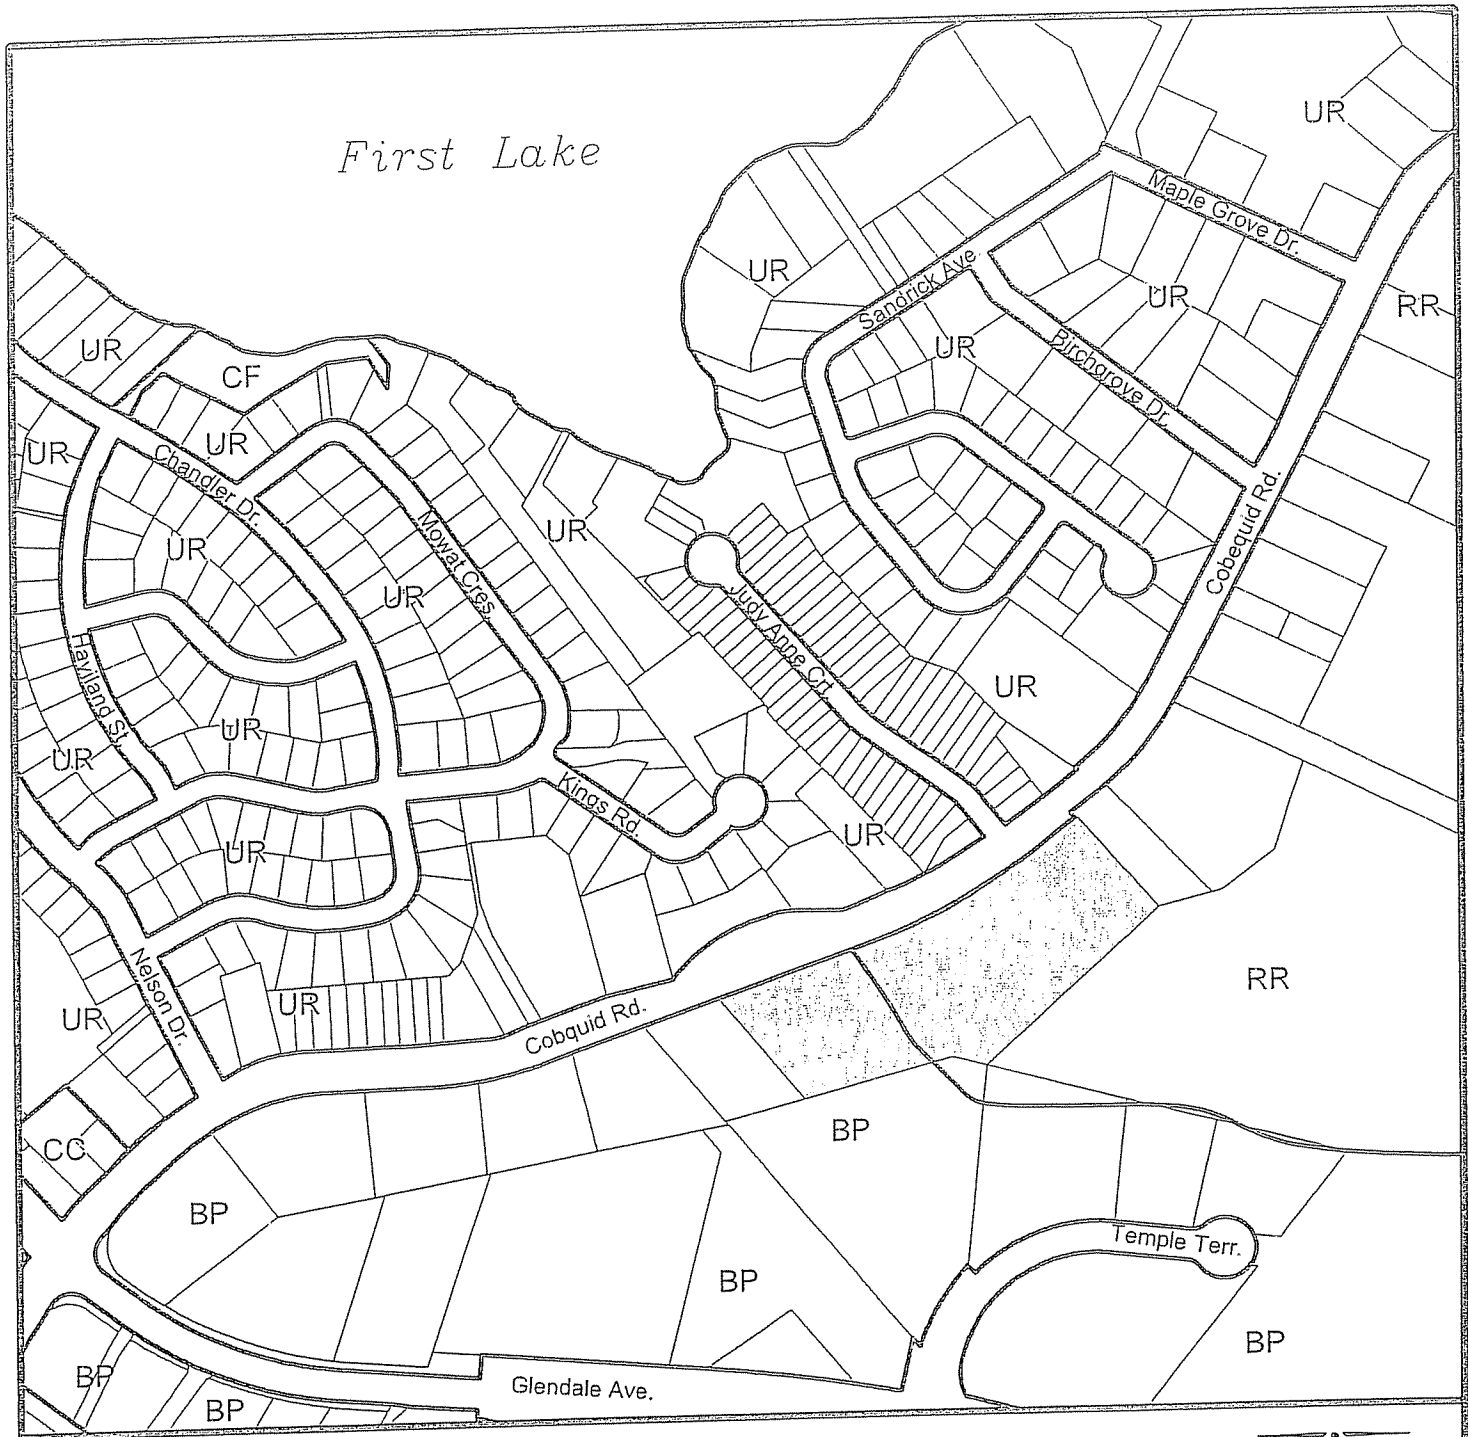 First Lake
UR
Maple Grove Dr.
UR
Sandrick Ave
UR
RR
UR
UR
CF
Birchgrove Dr.
UR
UR
Chandler Dr.
Mowat Cres
UR
UR
UR
Cobequid Rd.
Judy Anne Crt.
Haviland St.
UR
UR
UR
Kings Rd.
UR
UR
Nelson Dr.
UR
UR
Cobquid Rd.
RR
CC
BP
BP
Temple Terr.
BP
BP
BP
Glendale Ave.
BP